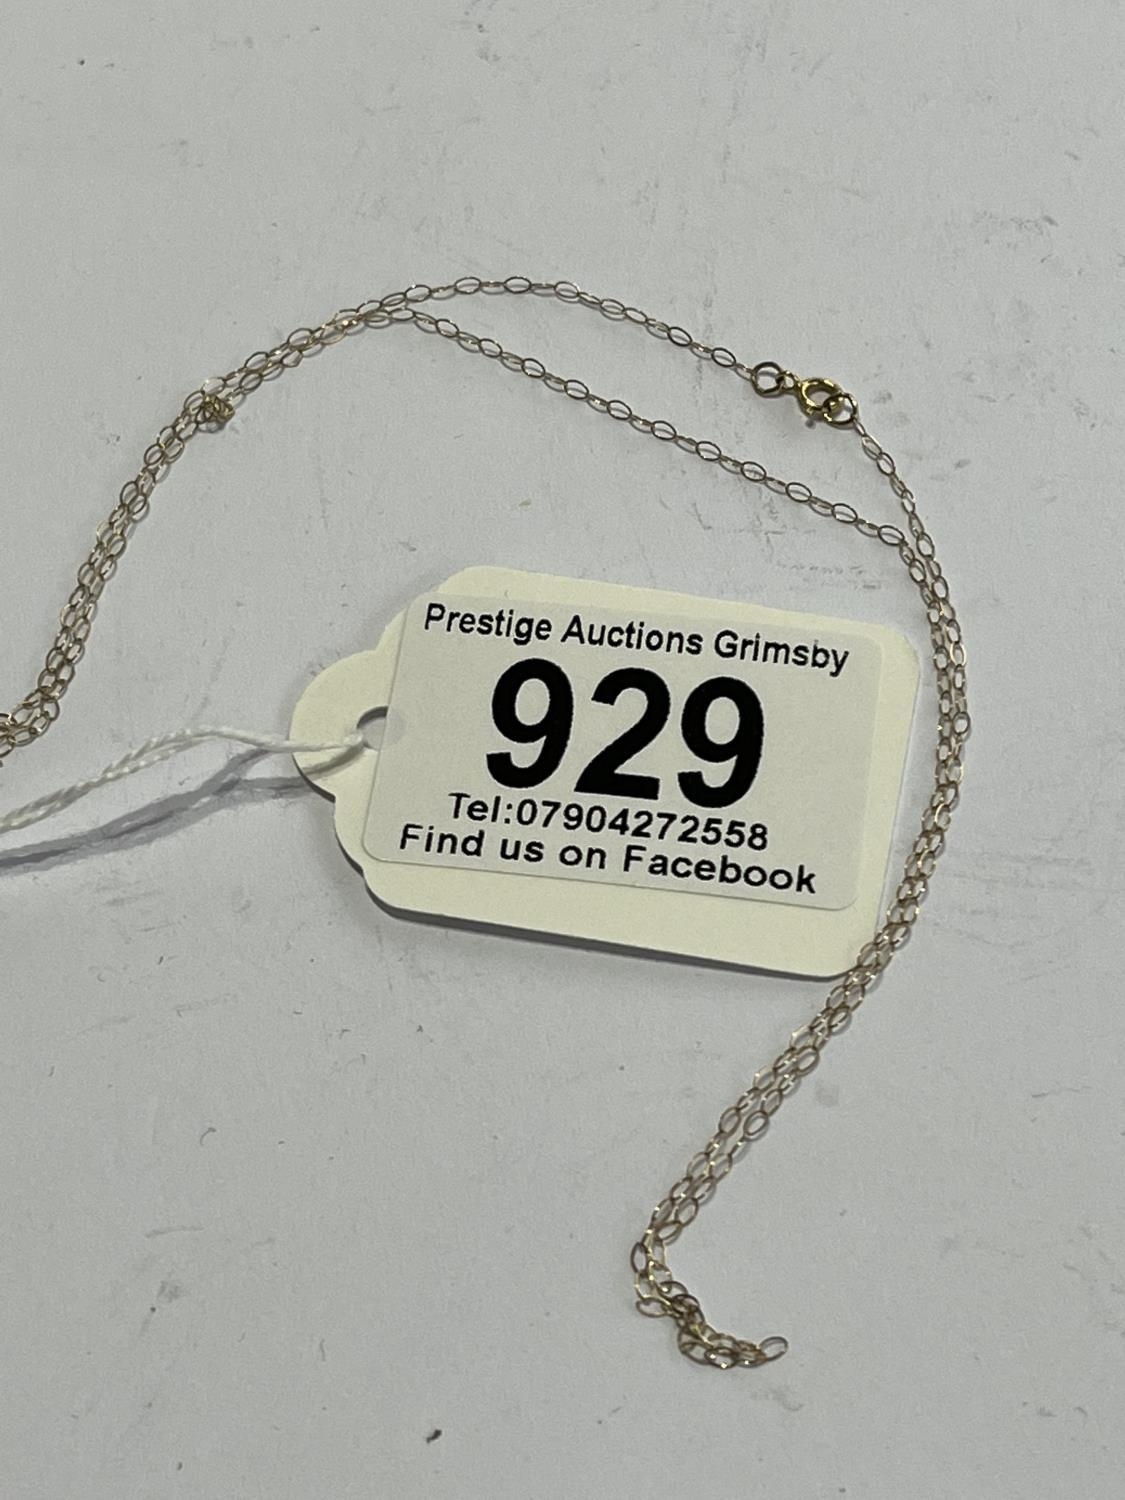 Prestige Auctions Grimsby
929
Tel:07904272558
Find us on Facebook